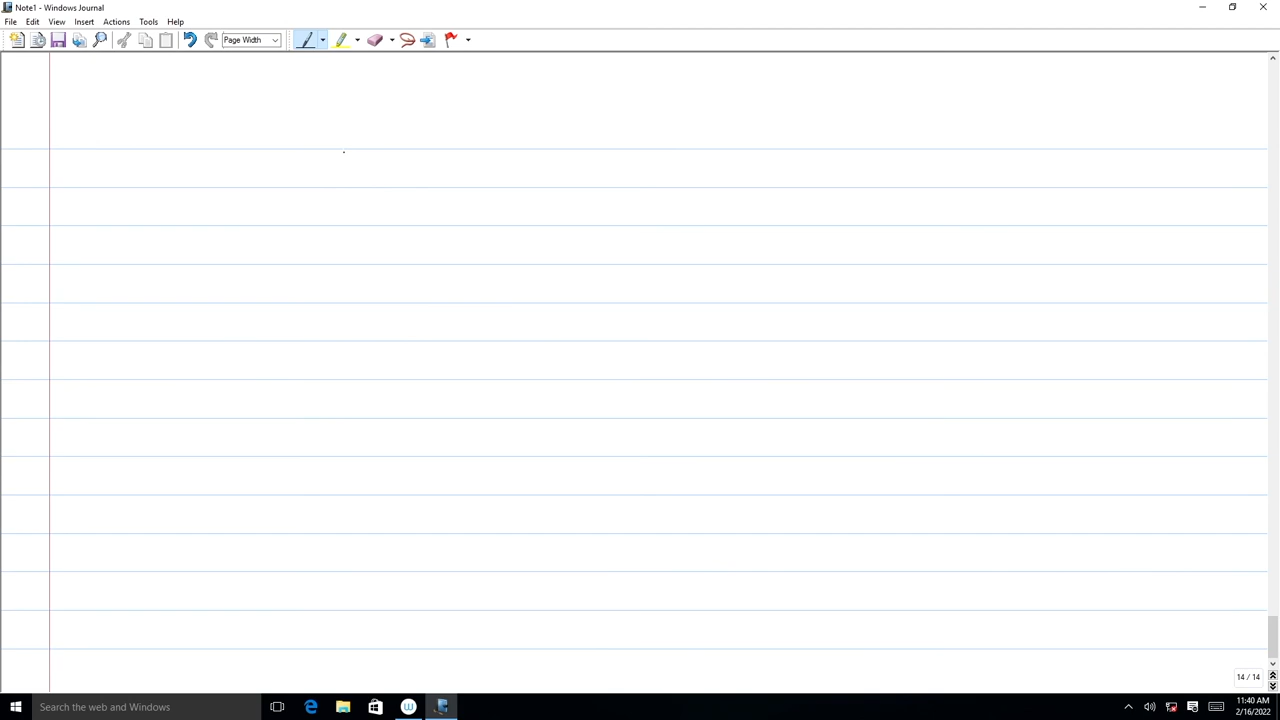 Note1 - Windows Journal
File Edit View Insert Actions Tools Help
Page Width
14 / 14
Search the web and Windows
11:40 AM
2/16/2022